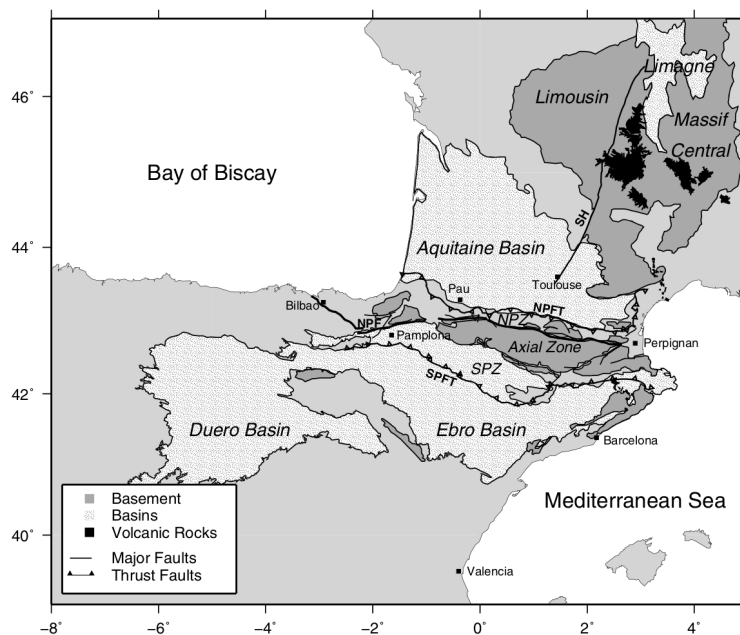 Limagne
46°
Limousin
Massif
Central
Bay of Biscay
SH
44°
Aquitaine Basin
Toulouse
Pau
Bilbao
NPFT
NPF
NPZ
Pamplona
Axial Zone
Perpignan
SPZ
SPFT
42°
Duero Basin
Ebro Basin
Barcelona
Mediterranean Sea
Basement
Basins
Volcanic Rocks
Major Faults
Thrust Faults
40°
Valencia
−8° −6° −4° −2° 0° 2° 4°